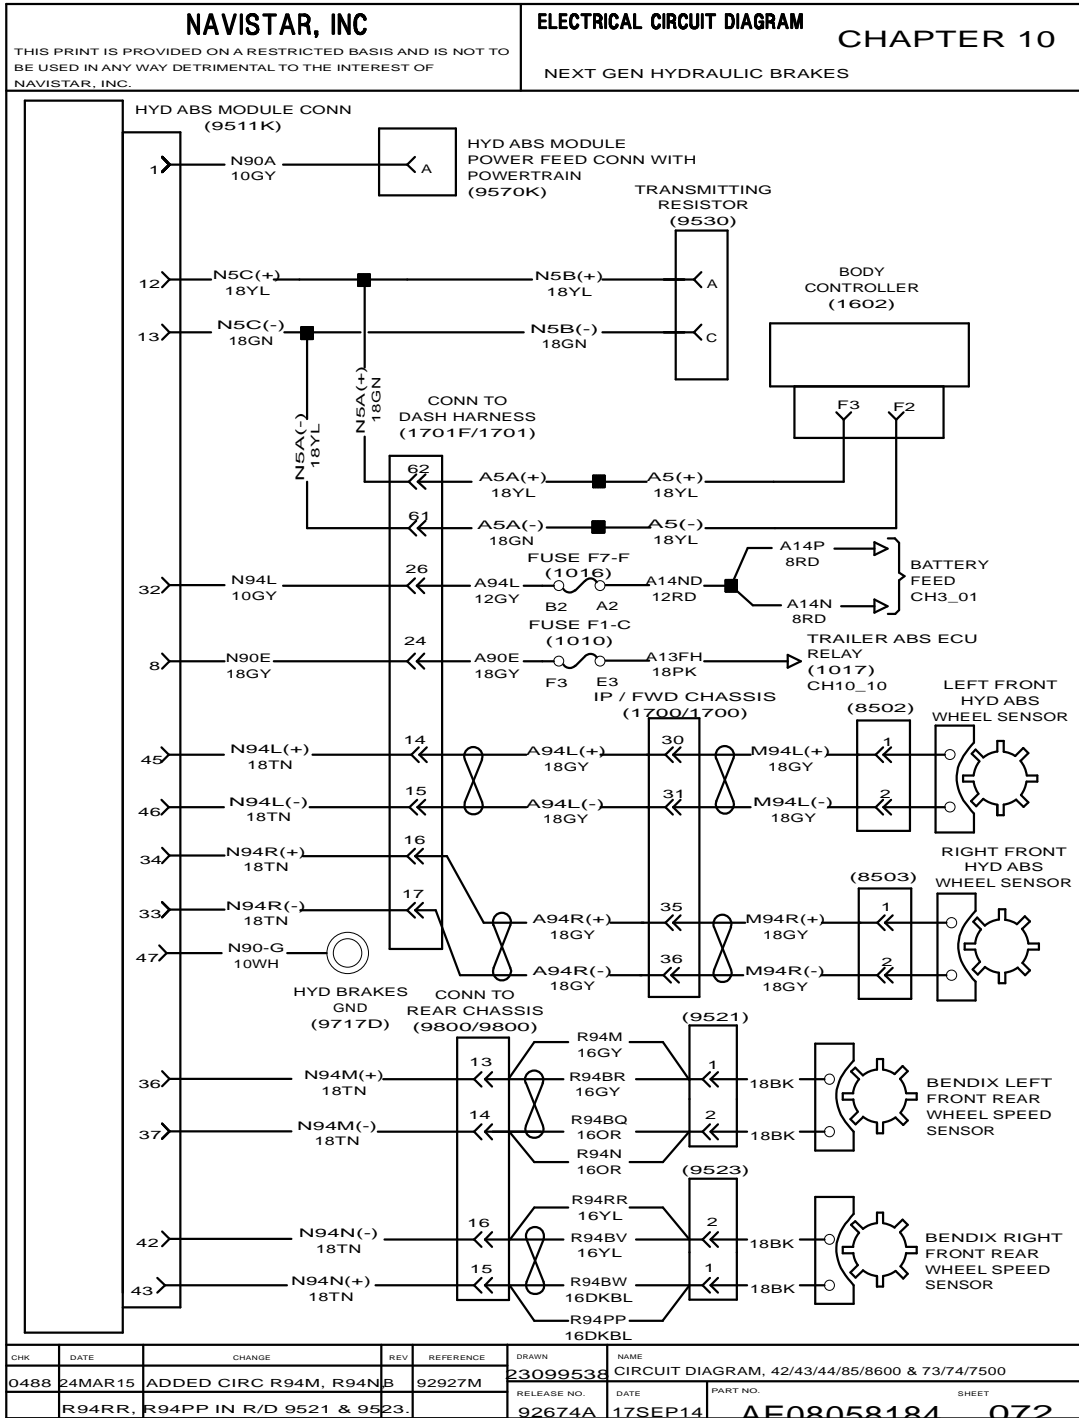 NAVISTAR, INC
THIS PRINT IS PROVIDED ON A RESTRICTED BASIS AND IS NOT TO
BE USED IN ANY WAY DETRIMENTAL TO THE INTEREST OF
NAVISTAR, INC.
ELECTRICAL CIRCUIT DIAGRAM
CHAPTER 10
NEXT GEN HYDRAULIC BRAKES
HYD ABS MODULE CONN
(9511K)
1
N90A
10GY
A
HYD ABS MODULE
POWER FEED CONN WITH
POWERTRAIN
(9570K)
TRANSMITTING
RESISTOR
(9530)
12
N5C(+)
18YL
N5B(+)
18YL
A
13
N5C(-)
18GN
N5B(-)
18GN
C
BODY
CONTROLLER
(1602)
F3
F2
N5A(-)
18YL
N5A(+)
18GN
CONN TO
DASH HARNESS
(1701F/1701)
62
A5A(+)
18YL
A5(+)
18YL
61
A5A(-)
18GN
A5(-)
18YL
32
N94L
10GY
26
A94L
12GY
FUSE F7-F
(1016)
B2
A2
A14ND
12RD
A14P
8RD
A14N
8RD
BATTERY
FEED
CH3_01
8
N90E
18GY
24
A90E
18GY
FUSE F1-C
(1010)
F3
E3
A13FH
18PK
TRAILER ABS ECU
RELAY
(1017)
CH10_10
IP / FWD CHASSIS
(1700/1700)
(8502)
LEFT FRONT
HYD ABS
WHEEL SENSOR
45
N94L(+)
18TN
14
A94L(+)
18GY
30
M94L(+)
18GY
1
46
N94L(-)
18TN
15
A94L(-)
18GY
31
M94L(-)
18GY
2
34
N94R(+)
18TN
16
33
N94R(-)
18TN
17
RIGHT FRONT
HYD ABS
WHEEL SENSOR
(8503)
A94R(+)
18GY
35
M94R(+)
18GY
1
A94R(-)
18GY
36
M94R(-)
18GY
2
47
N90-G
10WH
HYD BRAKES
GND
(9717D)
CONN TO
REAR CHASSIS
(9800/9800)
(9521)
36
N94M(+)
18TN
13
R94M
16GY
R94BR
16GY
1
18BK
37
N94M(-)
18TN
14
R94BQ
16OR
R94N
16OR
2
18BK
BENDIX LEFT
FRONT REAR
WHEEL SPEED
SENSOR
(9523)
42
N94N(-)
18TN
16
R94RR
16YL
R94BV
16YL
2
18BK
43
N94N(+)
18TN
15
R94BW
16DKBL
R94PP
16DKBL
1
18BK
BENDIX RIGHT
FRONT REAR
WHEEL SPEED
SENSOR
CHK DATE CHANGE REV REFERENCE DRAWN NAME
0488 24MAR15 ADDED CIRC R94M, R94N B 92927M 23099538 CIRCUIT DIAGRAM, 42/43/44/85/8600 & 73/74/7500
RELEASE NO. DATE PART NO. SHEET
R94RR, R94PP IN R/D 9521 & 9523. 92674A 17SEP14 AF08058184 072